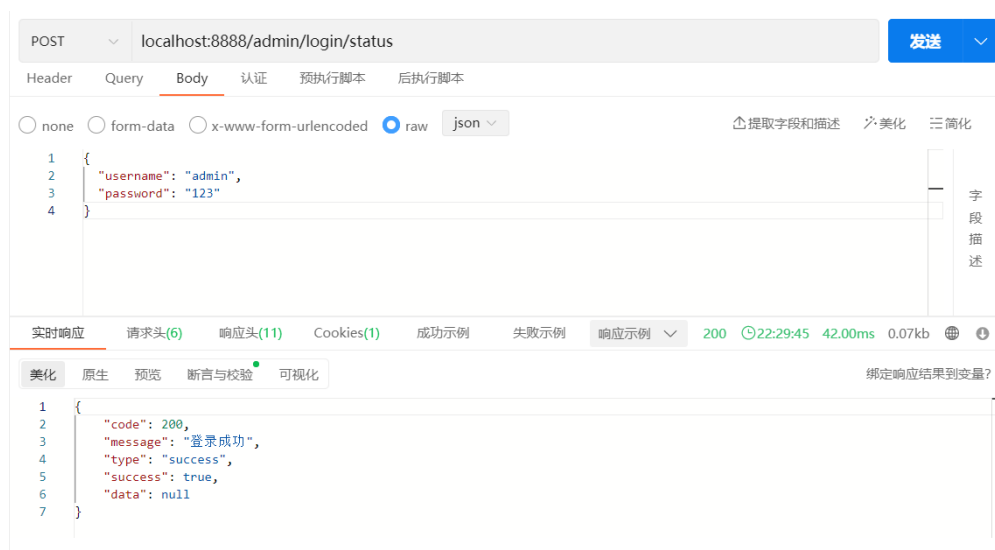 POST localhost:8888/admin/login/status 发送
Header Query Body 认证 预执行脚本 后执行脚本
none form-data x-www-form-urlencoded raw json 提取字段和描述 美化 简化
1 {
2 "username": "admin",
3 "password": "123"
4 }
字
段
描
述
实时响应 请求头(6) 响应头(11) Cookies(1) 成功示例 失败示例 响应示例 200 22:29:45 42.00ms 0.07kb
美化 原生 预览 断言与校验 可视化 绑定响应结果到变量?
1 {
2 "code": 200,
3 "message": "登录成功",
4 "type": "success",
5 "success": true,
6 "data": null
7 }